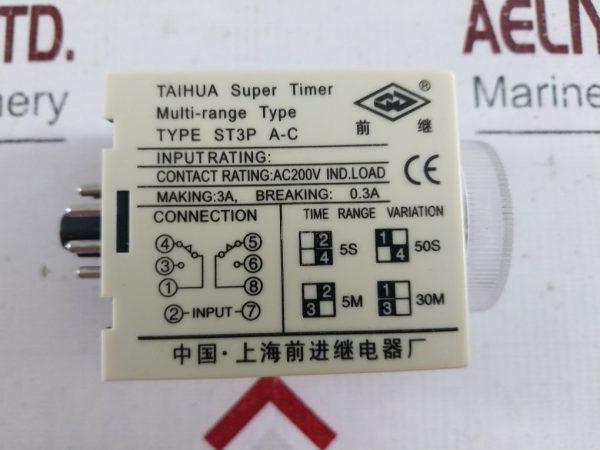 LTD.
AELN
Marine
TAIHUA Super Timer
Multi-range Type
TYPE ST3P A-C
®
前 继
INPUT RATING:
CONTACT RATING:AC200V IND.LOAD
MAKING:3A, BREAKING: 0.3A
CE
CONNECTION
TIME RANGE VARIATION
4 5
3 6
1 8
2 -INPUT- 7
2 4 5S 1 4 50S
2 3 5M 1 3 30M
中国·上海前进继电器厂